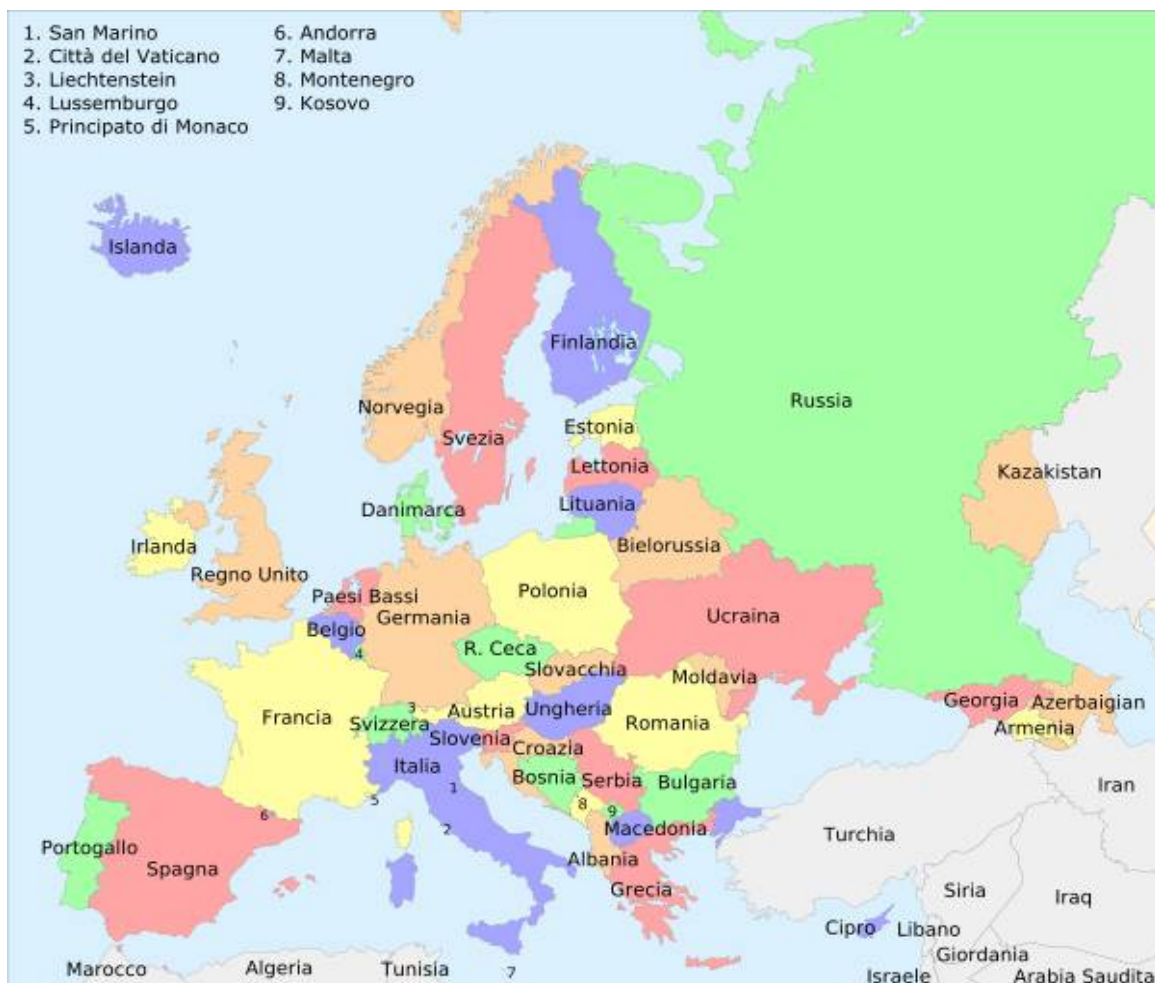 1. San Marino
2. Città del Vaticano
3. Liechtenstein
4. Lussemburgo
5. Principato di Monaco
6. Andorra
7. Malta
8. Montenegro
9. Kosovo
Islanda
Finlandia
Norvegia
Svezia
Russia
Estonia
Lettonia
Kazakistan
Lituania
Danimarca
Irlanda
Bielorussia
Regno Unito
Paesi Bassi
Polonia
Germania
Ucraina
Belgio
4
R. Ceca
Slovacchia
Moldavia
3
Georgia
Azerbaigian
Francia
Svizzera
Austria
Ungheria
Romania
Armenia
Slovenia
Croazia
Italia
Bosnia
Serbia
Bulgaria
Iran
1
5
8
9
6
2
Macedonia
Turchia
Portogallo
Spagna
Albania
Grecia
Siria
Iraq
Cipro
Libano
Giordania
Marocco
Algeria
Tunisia
7
Israele
Arabia Saudita